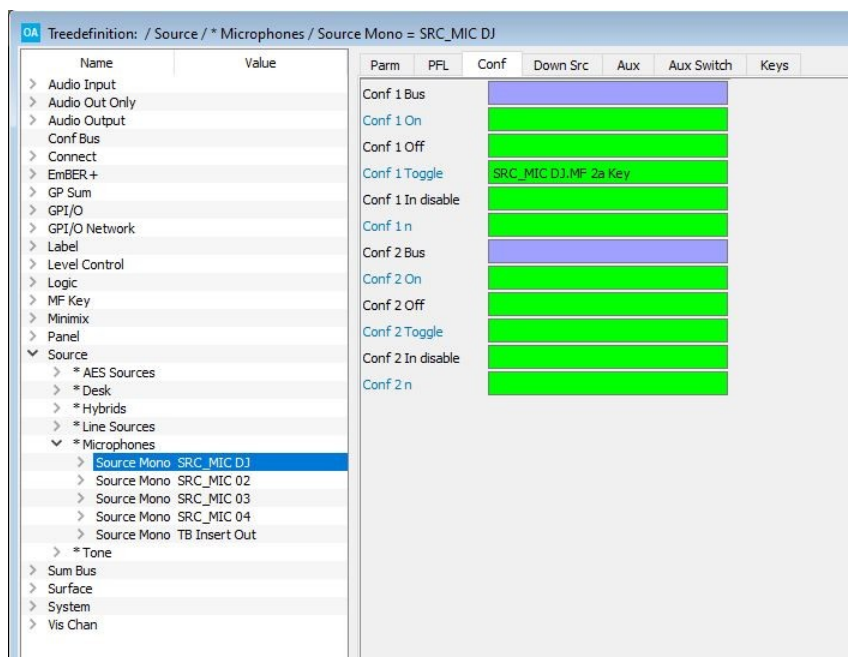 OA Treedefinition: / Source / * Microphones / Source Mono = SRC_MIC DJ
Name Value
Audio Input
Audio Out Only
Audio Output
Conf Bus
Connect
EmBER+
GP Sum
GPI/O
GPI/O Network
Label
Level Control
Logic
MF Key
Minimix
Panel
Source
* AES Sources
* Desk
* Hybrids
* Line Sources
* Microphones
Source Mono SRC_MIC DJ
Source Mono SRC_MIC 02
Source Mono SRC_MIC 03
Source Mono SRC_MIC 04
Source Mono TB Insert Out
* Tone
Sum Bus
Surface
System
Vis Chan
Parm PFL Conf Down Src Aux Aux Switch Keys
Conf 1 Bus
Conf 1 On
Conf 1 Off
Conf 1 Toggle SRC_MIC DJ.MF 2a Key
Conf 1 In disable
Conf 1 n
Conf 2 Bus
Conf 2 On
Conf 2 Off
Conf 2 Toggle
Conf 2 In disable
Conf 2 n